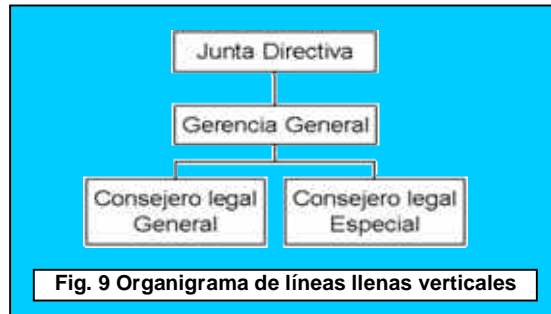 Junta Directiva
Gerencia General
Consejero legal
General
Consejero legal
Especial
Fig. 9 Organigrama de líneas llenas verticales